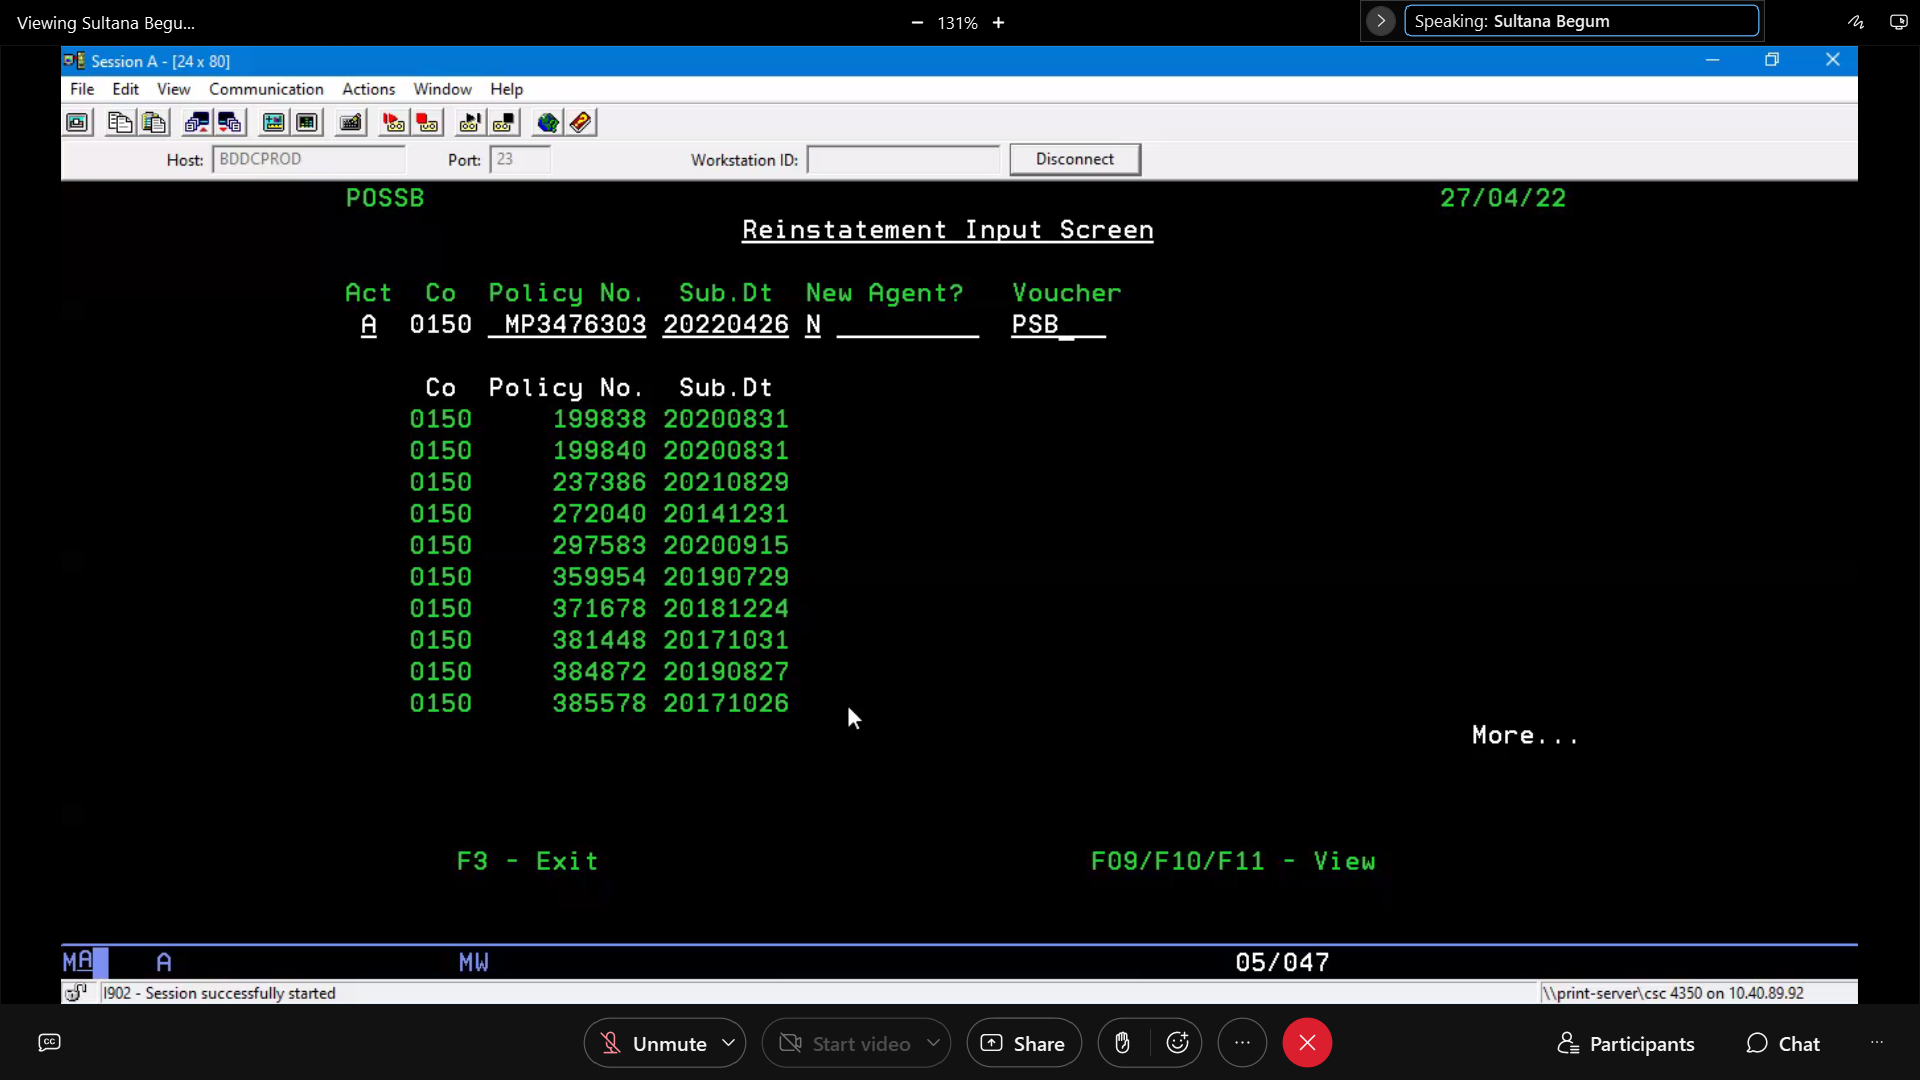 Viewing Sultana Begu...
131%
Speaking: Sultana Begum
Session A - [24 x 80]
File Edit View Communication Actions Window Help
Host: BDDCPROD Port: 23 Workstation ID: Disconnect
POSSB 27/04/22
Reinstatement Input Screen
Act Co Policy No. Sub.Dt New Agent? Voucher
A 0150 MP3476303 20220426 N PSB
Co Policy No. Sub.Dt
0150 199838 20200831
0150 199840 20200831
0150 237386 20210829
0150 272040 20141231
0150 297583 20200915
0150 359954 20190729
0150 371678 20181224
0150 381448 20171031
0150 384872 20190827
0150 385578 20171026
More...
F3 - Exit F09/F10/F11 - View
MA A MW 05/047
I902 - Session successfully started \\print-server\csc 4350 on 10.40.89.92
CC Unmute Start video Share Participants Chat